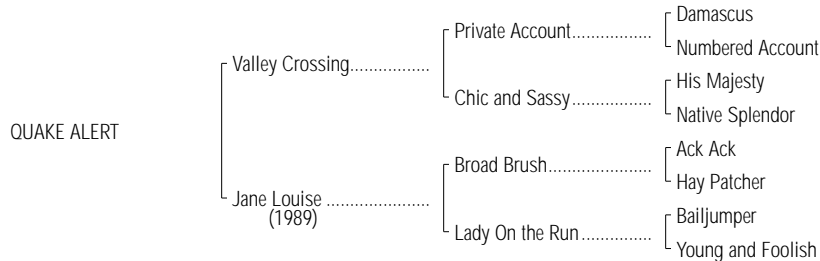 Damascus
Private Account................
Numbered Account
Valley Crossing.................
His Majesty
Chic and Sassy.................
Native Splendor
QUAKE ALERT
Ack Ack
Broad Brush......................
Hay Patcher
Jane Louise ......................
(1989)
Bailjumper
Lady On the Run...............
Young and Foolish